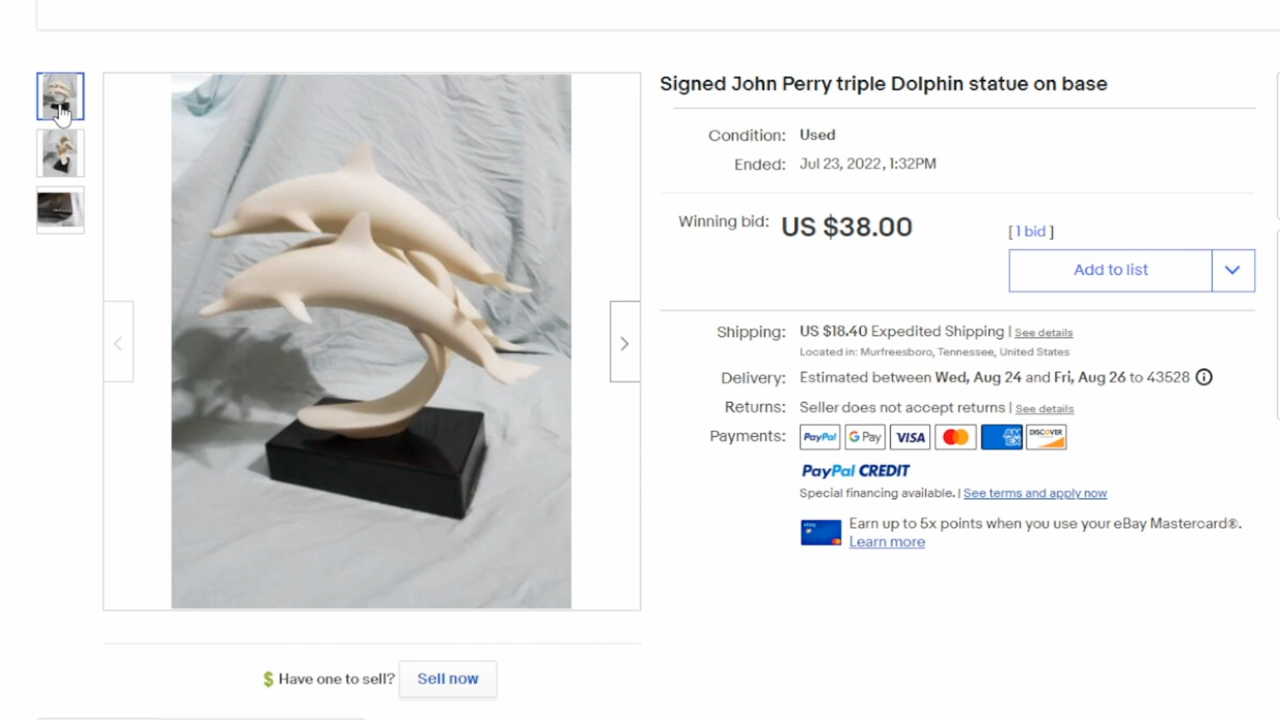 Signed John Perry triple Dolphin statue on base
Condition: Used
Ended: Jul 23, 2022, 1:32PM
Winning bid: US $38.00 [ 1 bid ]
Add to list
Shipping: US $18.40 Expedited Shipping | See details
Located in: Murfreesboro, Tennessee, United States
Delivery: Estimated between Wed, Aug 24 and Fri, Aug 26 to 43528
Returns: Seller does not accept returns | See details
Payments: PayPal G Pay VISA AM EX DISCOVER
PayPal CREDIT
Special financing available. | See terms and apply now
Earn up to 5x points when you use your eBay Mastercard®.
Learn more
$ Have one to sell? Sell now